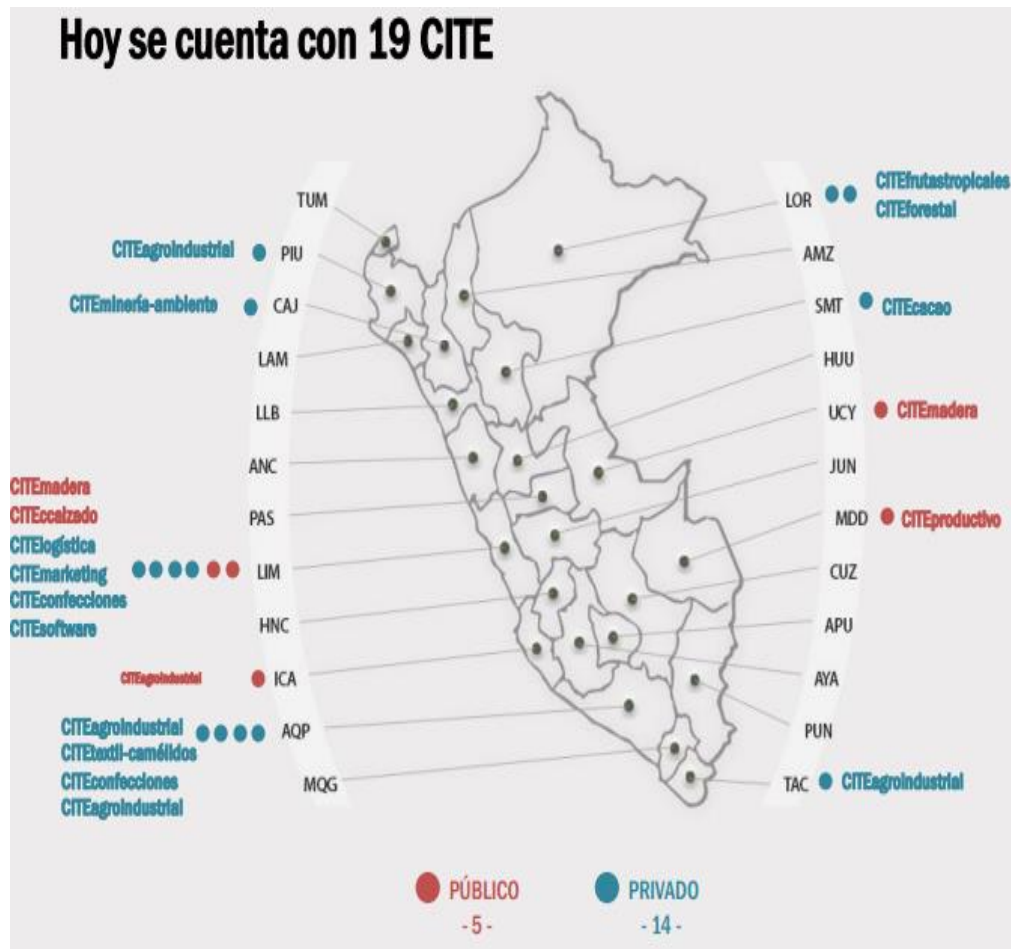 Hoy se cuenta con 19 CITE
TUM
CITEagroindustrial PIU
CITEminería-ambiente CAJ
LAM
LLB
ANC
CITEmadera
CITEccalzado
PAS
CITElogística
CITEmarketing
LIM
CITEconfecciones
CITEsoftware
HNC
CITEagroindustrial ICA
CITEagroindustrial AQP
CITEtextil-camélidos
CITEconfecciones
CITEagroindustrial
MQG
LOR CITEfrutastropicales
CITEforestal
AMZ
SMT CITEcacao
HUU
UCY CITEmadera
JUN
MDD CITEproductivo
CUZ
APU
AYA
PUN
TAC CITEagroindustrial
PÚBLICO
- 5 -
PRIVADO
- 14 -